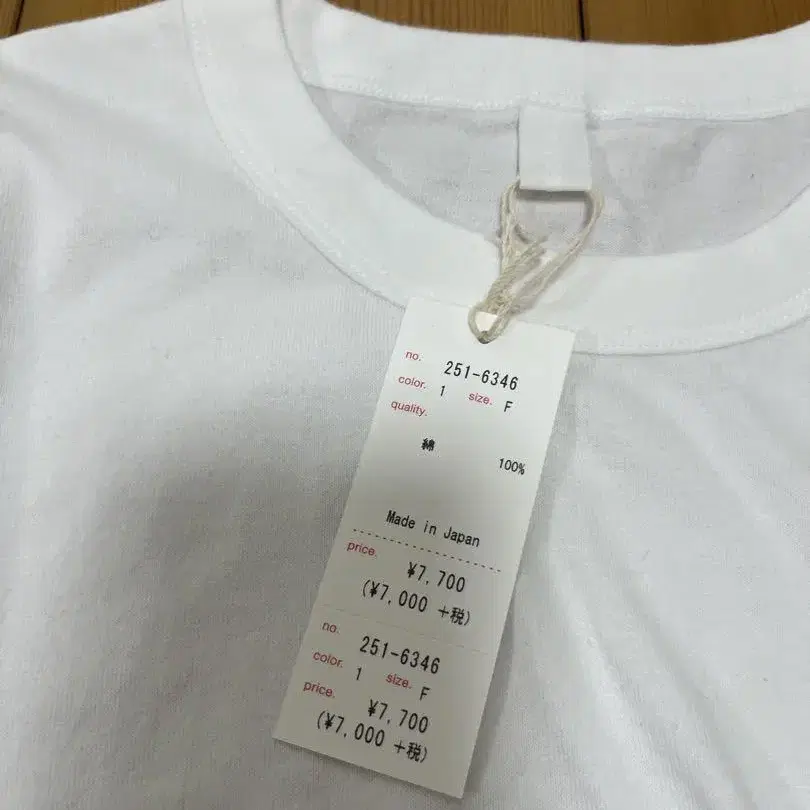 no. 251-6346
color. 1 size. F
quality.
綿 100%
Made in Japan
price.
¥7,700
(¥7,000 +税)
no. 251-6346
color. 1 size. F
price. ¥7,700
(¥7,000 +税)